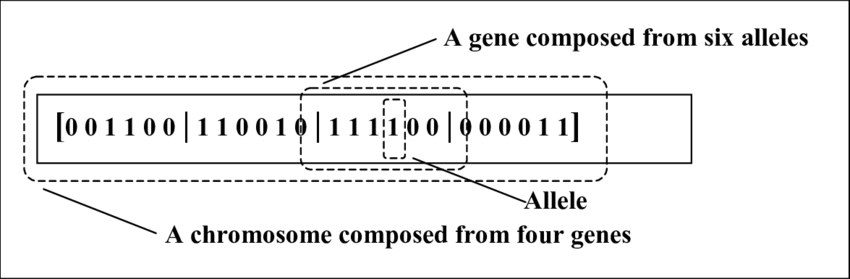 A gene composed from six alleles
[0 0 1 1 0 0 | 1 1 0 0 1 0 | 1 1 1 1 0 0 | 0 0 0 0 1 1]
Allele
A chromosome composed from four genes